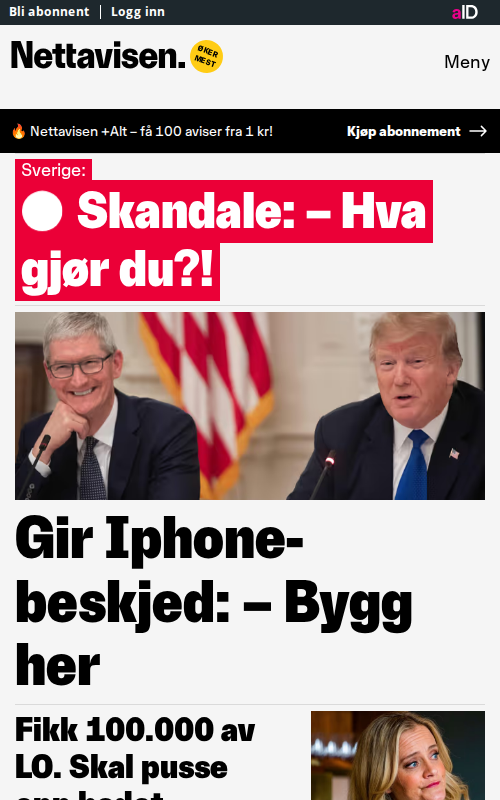 Bli abonnent
Logg inn
aID
Nettavisen.
ØKER
MEST
Meny
🔥 Nettavisen +Alt – få 100 aviser fra 1 kr!
Kjøp abonnement →
Sverige:
Skandale: – Hva
gjør du?!
Gir Iphone-
beskjed: – Bygg
her
Fikk 100.000 av
LO. Skal pusse